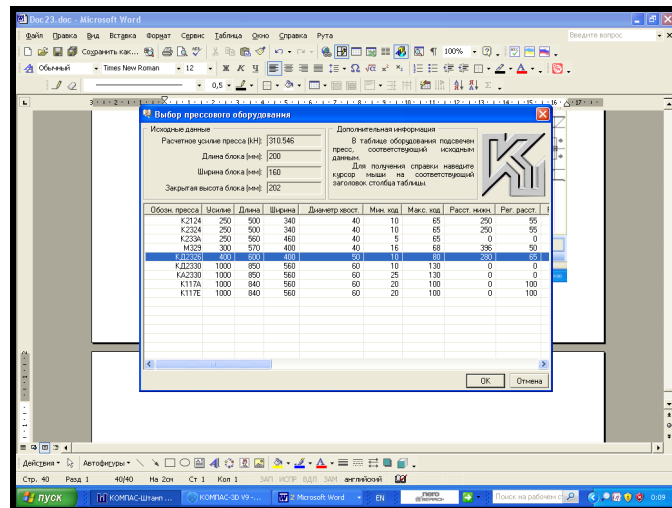 Doc23.doc - Microsoft Word
Файл Правка Вид Вставка Формат Сервис Таблица Окно Справка Рута
Введите вопрос
Сохранить как...
100%
Обычный Times New Roman 12 Ж К Ч
0,5
Выбор прессового оборудования
Исходные данные
Расчетное усилие пресса (kH): 310.546
Длина блока (мм): 200
Ширина блока (мм): 160
Закрытая высота блока (мм): 202
Дополнительная информация
В таблице оборудования подсвечен пресс, соответствующий исходным данным.
Для получения справки наведите курсор мыши на соответствующий заголовок столбца таблицы.
Обозн. пресса Усилие Длина Ширина Диаметр хвост. Мин. ход Макс. ход Расст. нижн. Рег. расст.
К2124 250 500 340 40 10 65 250 55
К2324 250 500 340 40 10 65 250 55
К233А 250 560 460 40 5 65 0 0
М329 300 570 400 40 16 68 396 50
КД2326 400 600 400 50 10 80 280 65
КД2330 1000 850 560 60 10 130 0 0
КА2330 1000 850 560 60 25 130 0 0
К117А 1000 840 560 60 20 100 0 100
К117Е 1000 840 560 60 20 100 0 100
OK Отмена
Действия Автофигуры
Стр. 40 Разд 1 40/40 На 2см Ст 1 Кол 1 ЗАП ИСПР ВДЛ ЗАМ английский
пуск КОМПАС-Штамп ... КОМПАС-3D V9 -... 2 Microsoft Word EN nero SEARCH Поиск на рабочем с 0:09